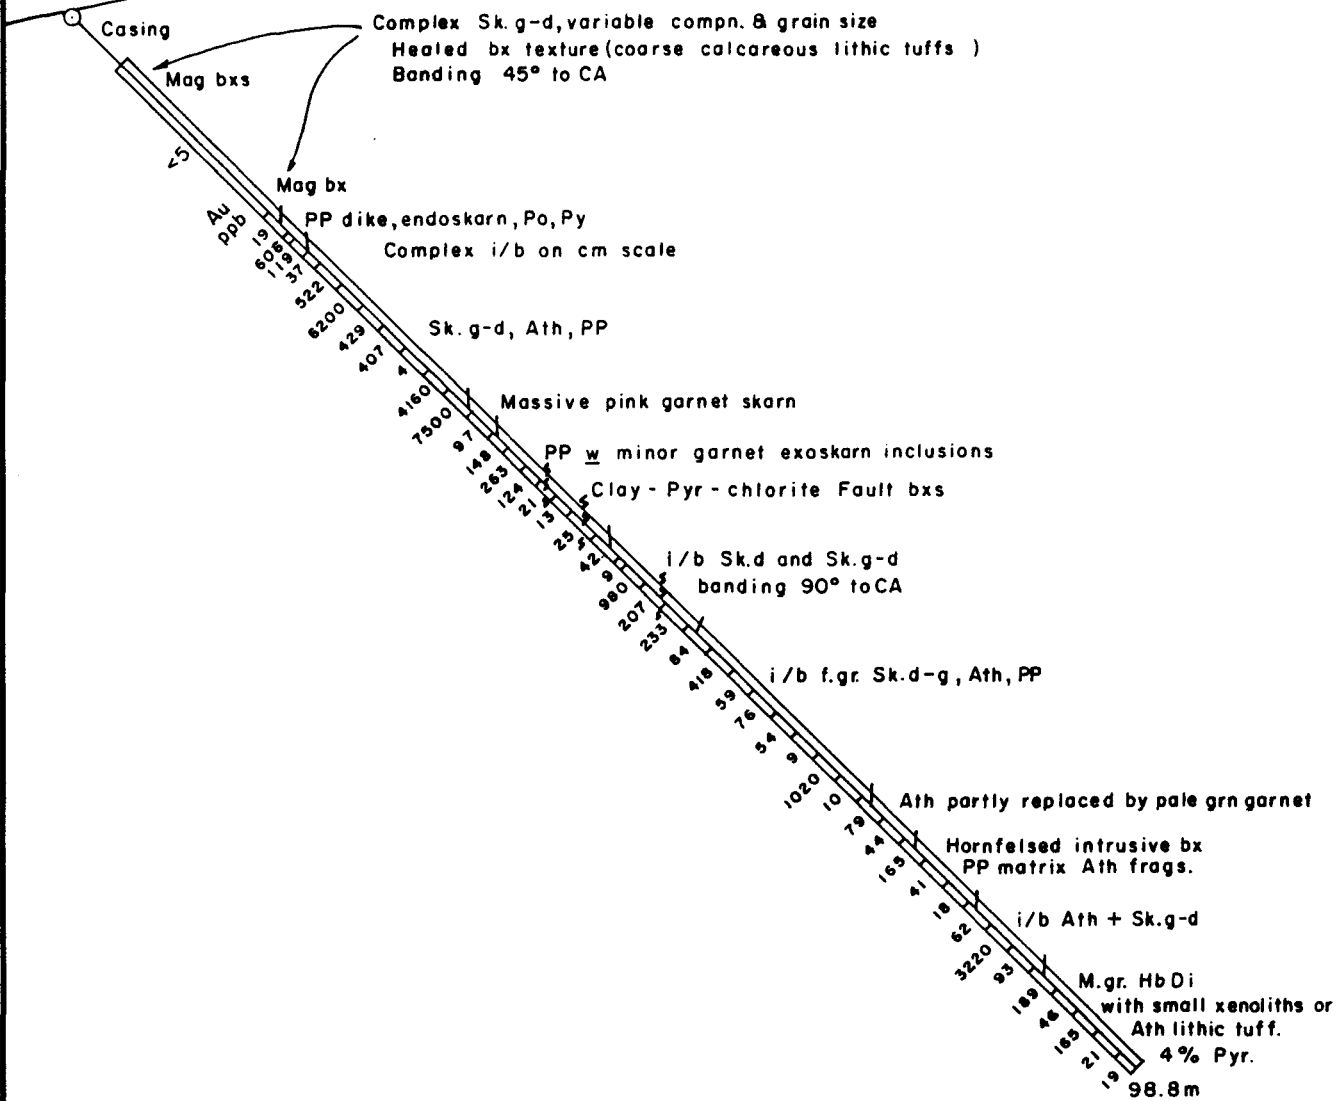 Casing
Complex Sk. g-d, variable compn. & grain size
Healed bx texture (coarse calcareous lithic tuffs )
Banding 45° to CA
Mag bxs
<5
Mag bx
Au
ppb
PP dike, endoskarn, Po, Py
Complex i/b on cm scale
19
606
119
37
522
6200
429
407
4
4160
7500
97
148
263
124
21
13
25
42
9
980
207
233
84
418
59
76
54
9
1020
10
79
44
165
41
18
62
3220
93
189
46
165
21
19
Sk. g-d, Ath, PP
Massive pink garnet skarn
PP w minor garnet exoskarn inclusions
Clay - Pyr - chlorite Fault bxs
i/b Sk.d and Sk.g-d
banding 90° to CA
i/b f.gr. Sk.d-g, Ath, PP
Ath partly replaced by pale grn garnet
Hornfelsed intrusive bx
PP matrix Ath frags.
i/b Ath + Sk.g-d
M.gr. Hb Di
with small xenoliths or
Ath lithic tuff.
4% Pyr.
98.8m